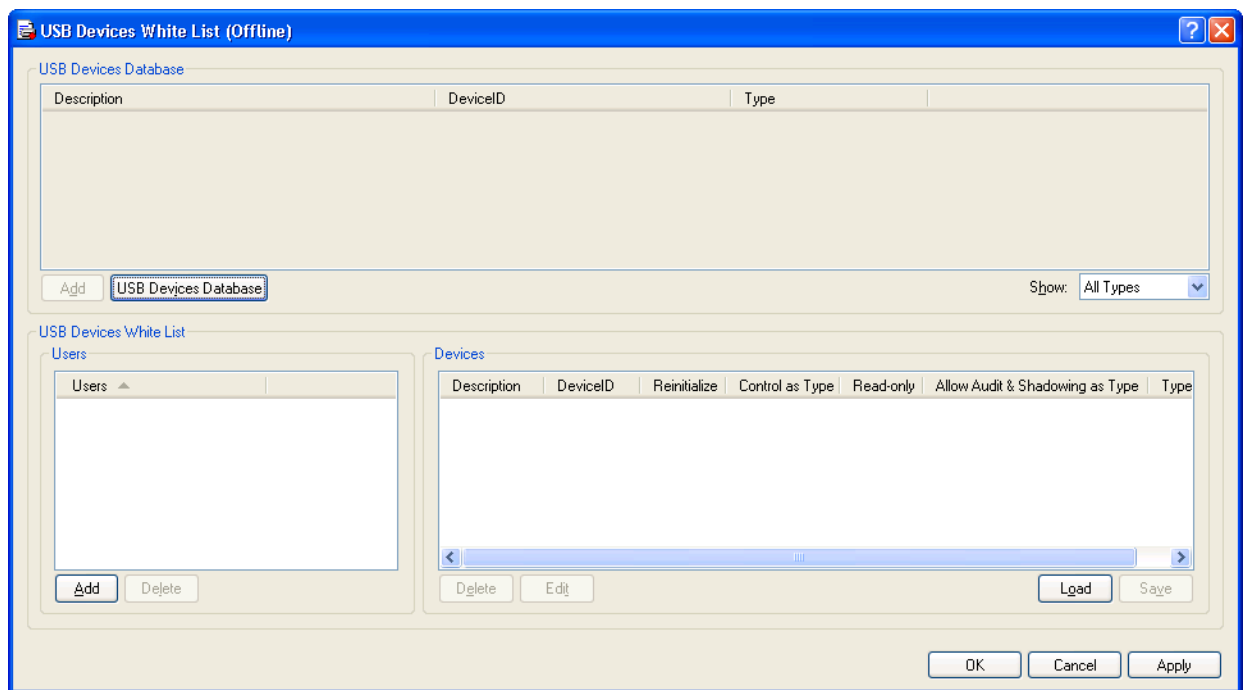 USB Devices White List (Offline)
USB Devices Database
Description DeviceID Type
Add USB Devices Database Show: All Types
USB Devices White List
Users Devices
Users Description DeviceID Reinitialize Control as Type Read-only Allow Audit & Shadowing as Type Type
Add Delete Delete Edit Load Save
OK Cancel Apply